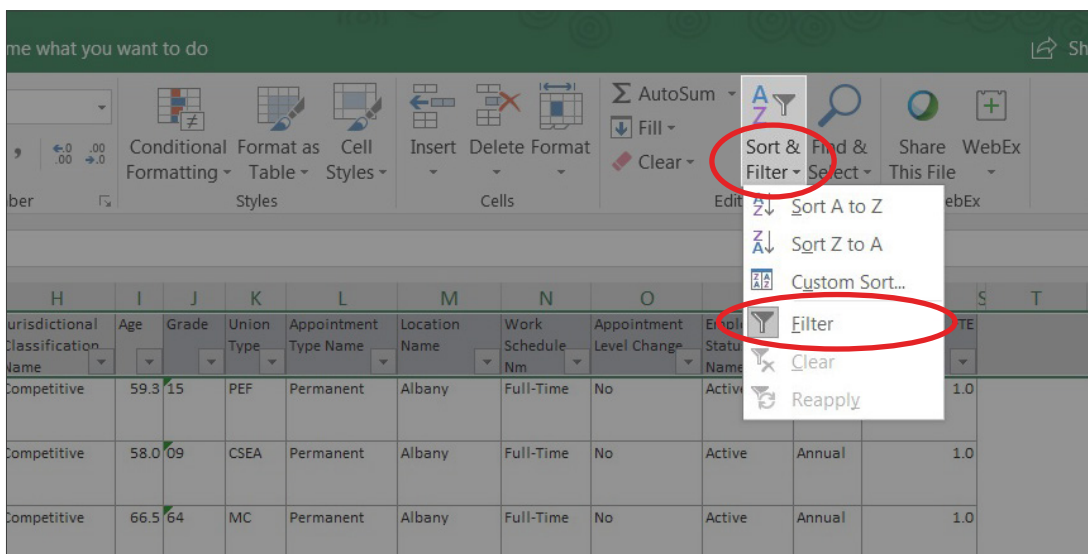 me what you want to do
Sh
AutoSum
Fill
Clear
Conditional Formatting
Format as Table
Cell Styles
Insert
Delete
Format
Sort & Filter
Find & Select
Share This File
WebEx
ber
Styles
Cells
Edit
ebEx
Sort A to Z
Sort Z to A
Custom Sort...
Filter
Clear
Reapply
H I J K L M N O S T
urisdictional Age Grade Union Appointment Location Work Appointment Emplo
Classification Type Type Name Name Schedule Level Change Statu
Name Nm Name TE
Competitive 59.3 15 PEF Permanent Albany Full-Time No Active 1.0
Competitive 58.0 09 CSEA Permanent Albany Full-Time No Active Annual 1.0
Competitive 66.5 64 MC Permanent Albany Full-Time No Active Annual 1.0